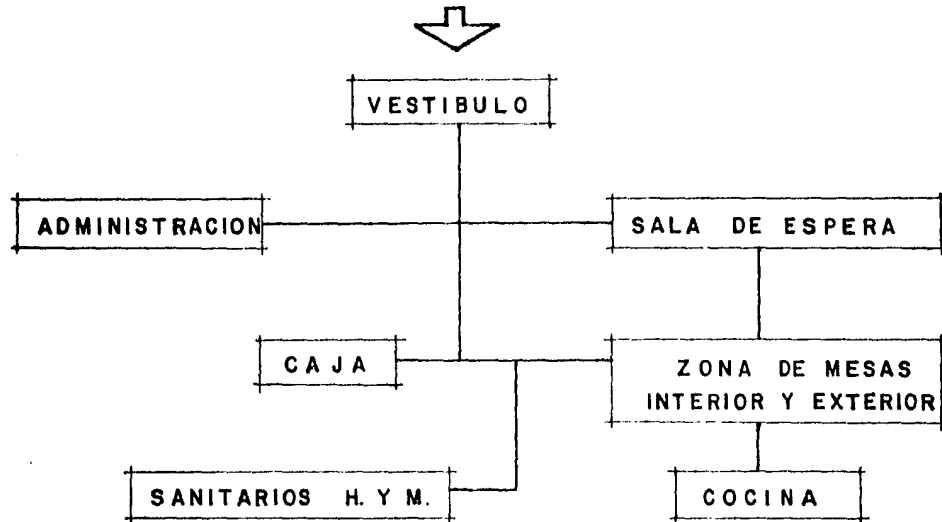 VESTIBULO
ADMINISTRACION
SALA DE ESPERA
CAJA
ZONA DE MESAS
INTERIOR Y EXTERIOR
SANITARIOS H. Y M.
COCINA